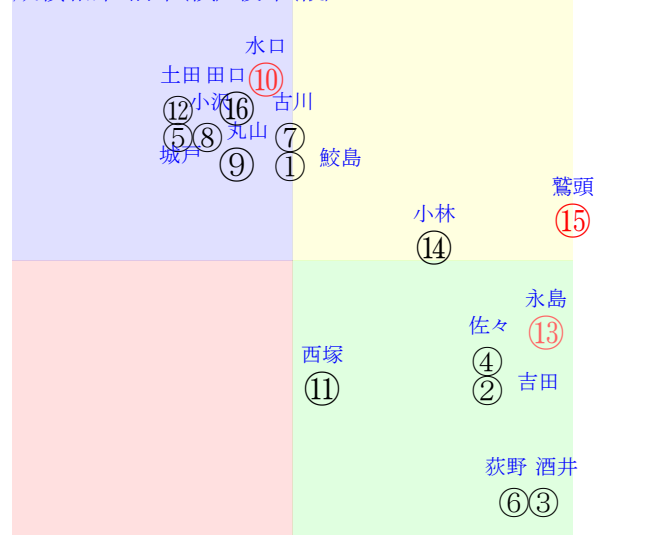 水口
土田 田口 ⑩
⑫ 小沢 ⑯ 古川
⑤ ⑧ 丸山 ⑦
城戸 ⑨ ① 鮫島
鷲頭
小林 ⑮
⑭
永島
佐々 ⑬
西塚 ④
⑪ ② 吉田
荻野 酒井
⑥③